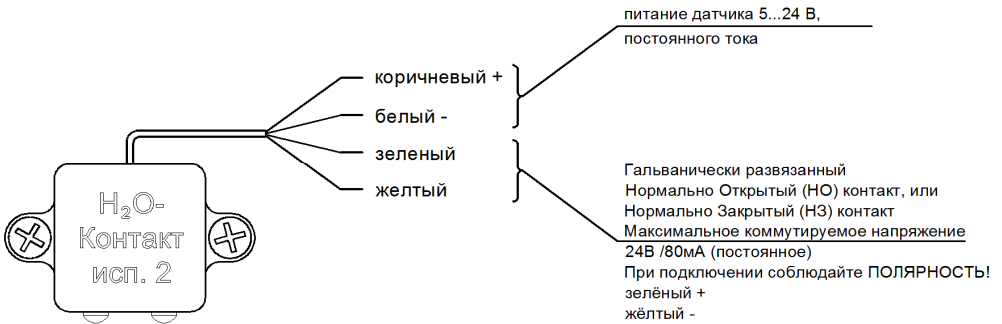 питание датчика 5...24 В,
постоянного тока
коричневый +
белый -
зеленый
желтый
Гальванически развязанный
Нормально Открытый (НО) контакт, или
Нормально Закрытый (НЗ) контакт
Максимальное коммутируемое напряжение
24В /80мА (постоянное)
При подключении соблюдайте ПОЛЯРНОСТЬ!
зелёный +
жёлтый -
H₂O-
Контакт
исп. 2